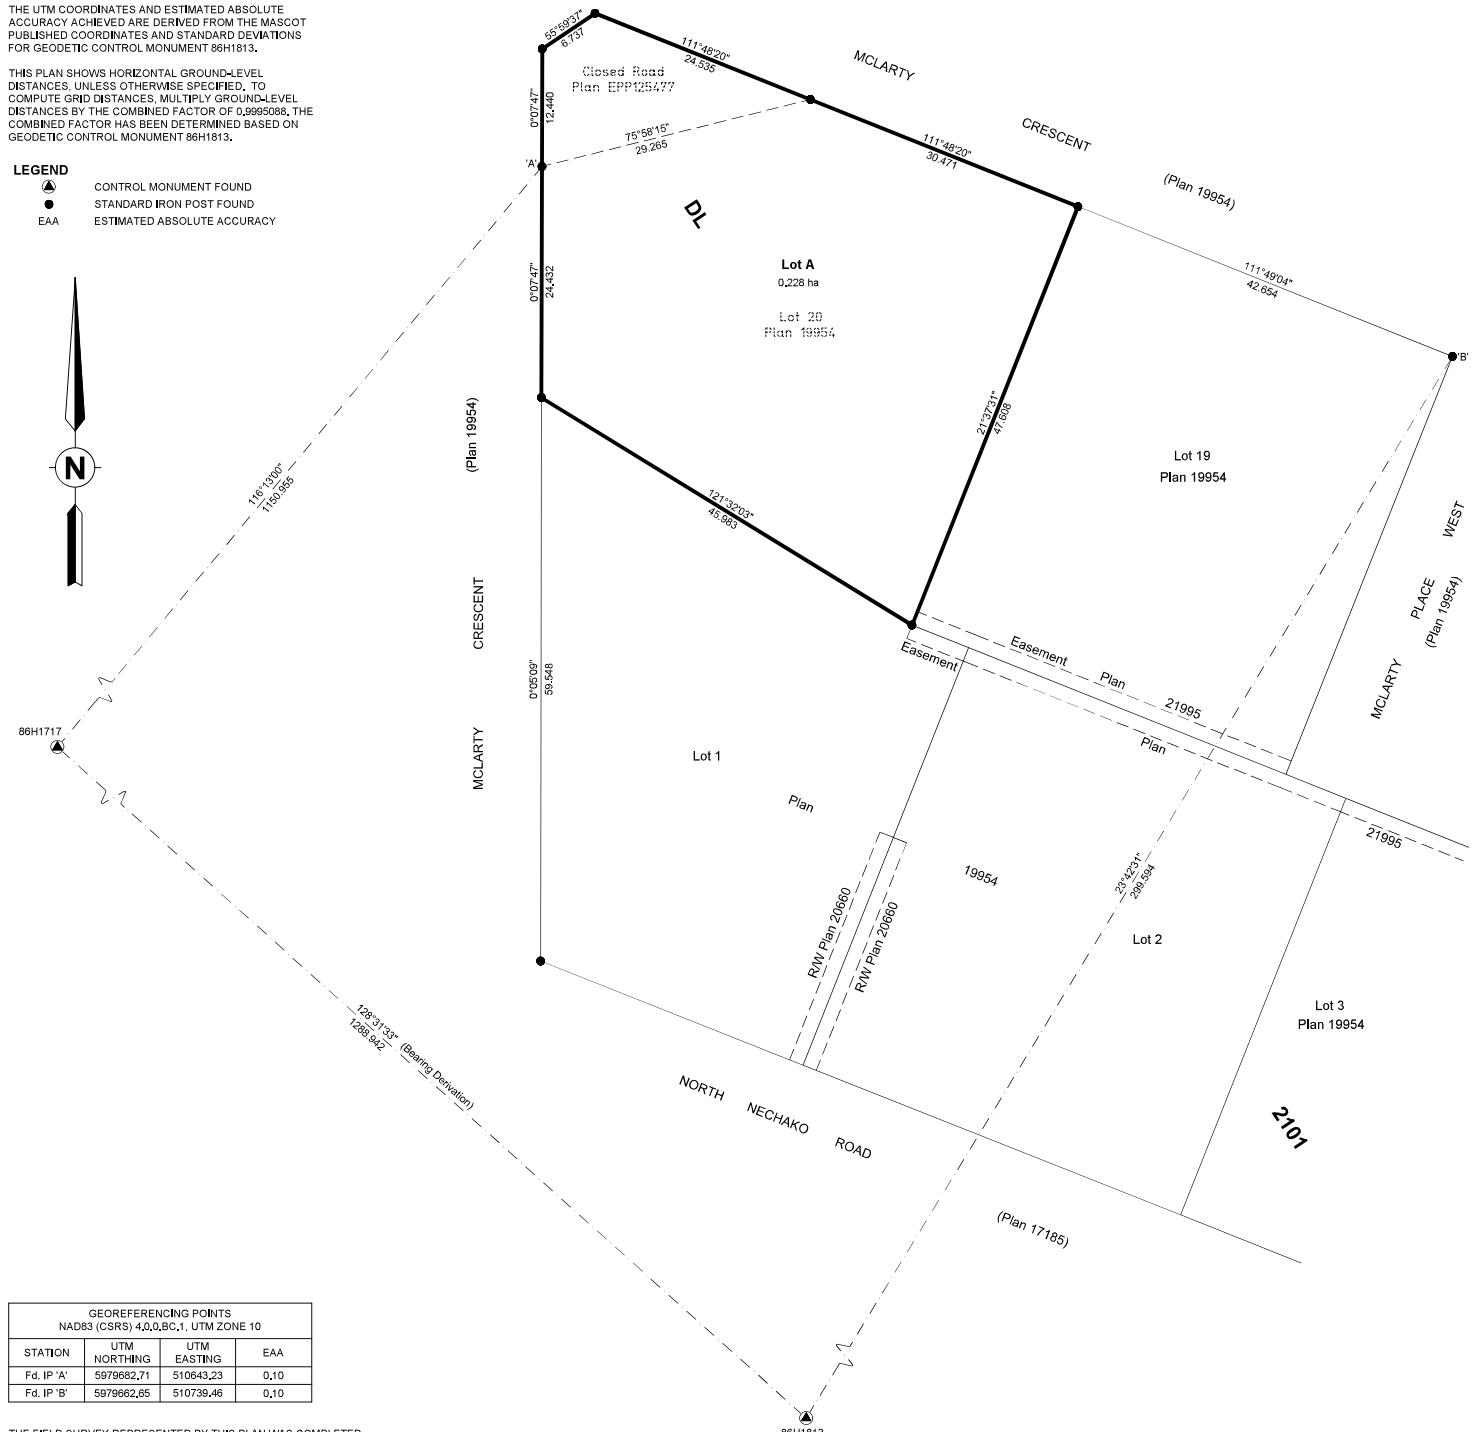 THE UTM COORDINATES AND ESTIMATED ABSOLUTE
ACCURACY ACHIEVED ARE DERIVED FROM THE MASCOT
PUBLISHED COORDINATES AND STANDARD DEVIATIONS
FOR GEODETIC CONTROL MONUMENT 86H1813.
THIS PLAN SHOWS HORIZONTAL GROUND-LEVEL
DISTANCES, UNLESS OTHERWISE SPECIFIED. TO
COMPUTE GRID DISTANCES, MULTIPLY GROUND-LEVEL
DISTANCES BY THE COMBINED FACTOR OF 0.9995088. THE
COMBINED FACTOR HAS BEEN DETERMINED BASED ON
GEODETIC CONTROL MONUMENT 86H1813.
LEGEND
CONTROL MONUMENT FOUND
STANDARD IRON POST FOUND
EAA ESTIMATED ABSOLUTE ACCURACY
N
55°59'37"
6.737
111°48'20"
24.535
Closed Road
Plan EPP125477
0°07'47"
12.440
75°58'15"
29.265
'A'
MCLARTY
CRESCENT
(Plan 19954)
111°48'20"
30.471
DL
Lot A
0.228 ha
Lot 20
Plan 19954
0°07'47"
24.432
111°49'04"
42.654
'B'
21°37'31"
47.608
Lot 19
Plan 19954
(Plan 19954)
CRESCENT
MCLARTY
116°13'00"
1150.955
121°32'03"
45.983
WEST
PLACE
(Plan 19954)
MCLARTY
Easement
Easement
Plan
21995
Plan
21995
0°05'09"
59.548
86H1717
Lot 1
Plan
19954
R/W Plan 20660
R/W Plan 20660
23°42'31"
299.594
Lot 2
Lot 3
Plan 19954
128°31'33" (Bearing Derivation)
1288.942
NORTH NECHAKO ROAD
2101
(Plan 17185)
GEOREFERENCING POINTS
NAD83 (CSRS) 4.0.0.BC.1, UTM ZONE 10
STATION UTM NORTHING UTM EASTING EAA
Fd. IP 'A' 5979682.71 510643.23 0.10
Fd. IP 'B' 5979662.65 510739.46 0.10
86H1813
THE FIELD SURVEY REPRESENTED BY THIS PLAN WAS COMPLETED